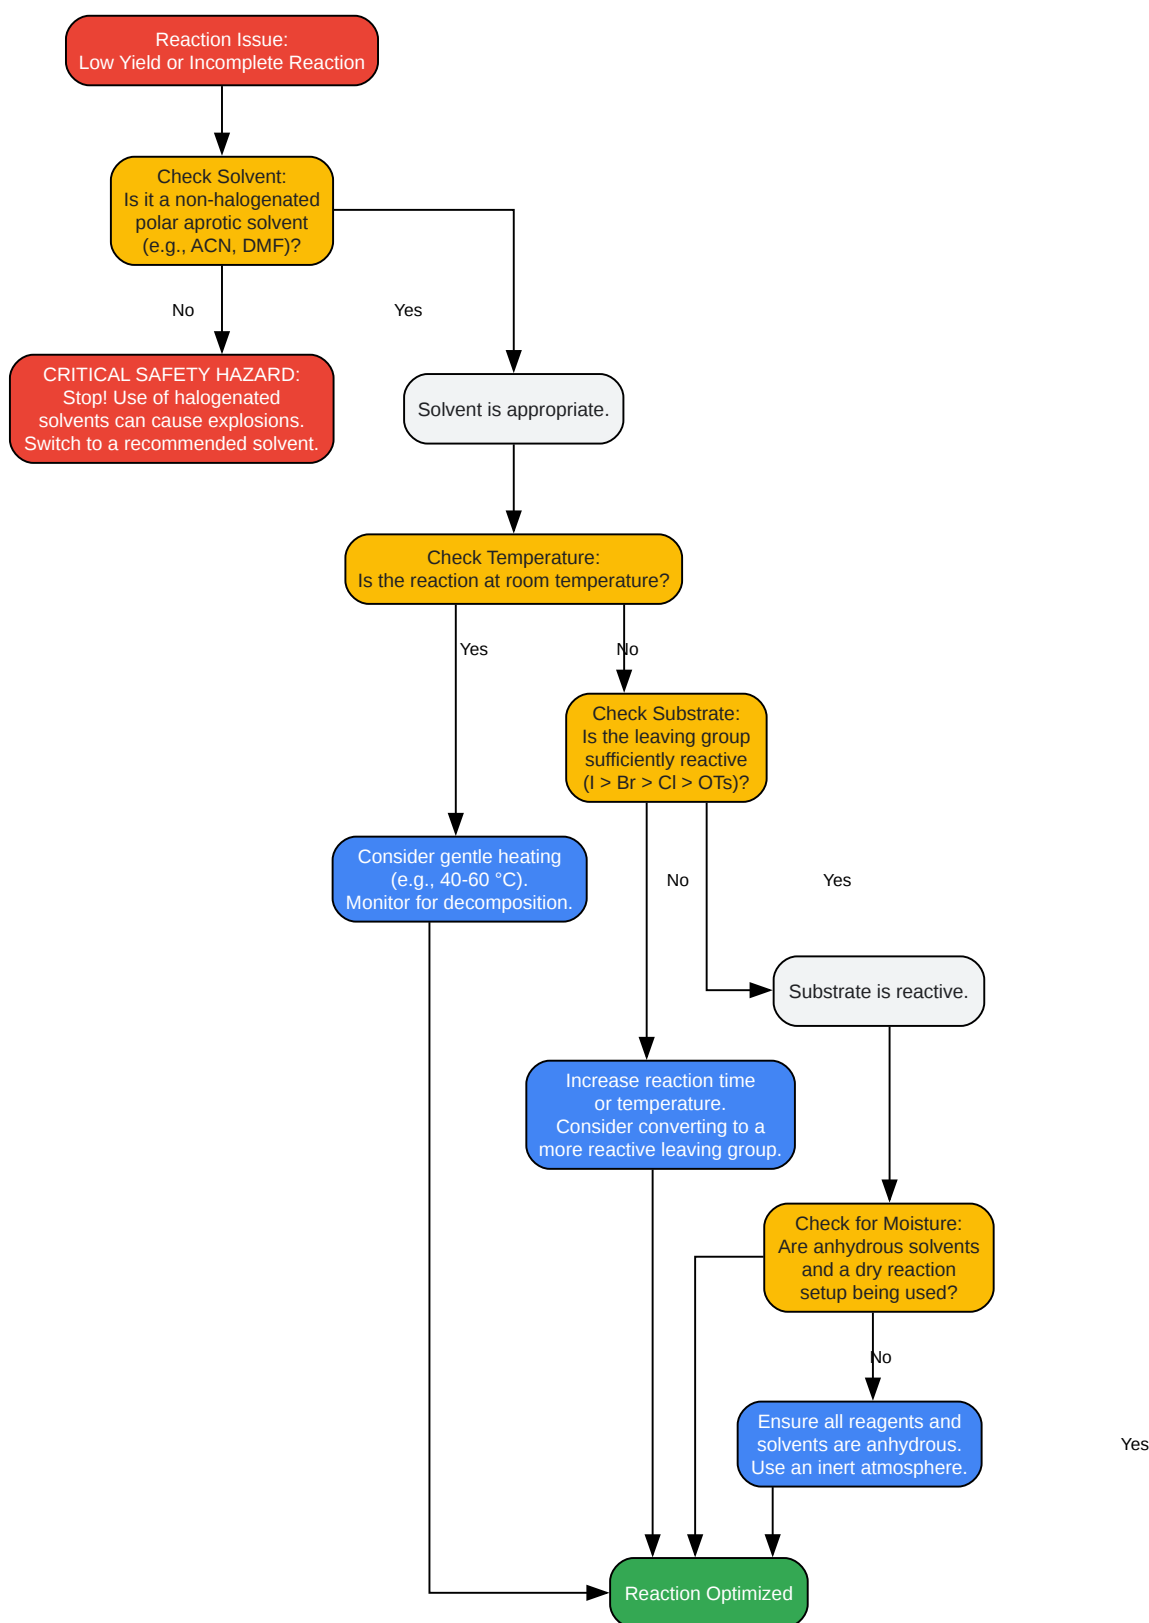 Reaction Issue:
Low Yield or Incomplete Reaction
Check Solvent:
Is it a non-halogenated
polar aprotic solvent
(e.g., ACN, DMF)?
No
Yes
CRITICAL SAFETY HAZARD:
Stop! Use of halogenated
solvents can cause explosions.
Switch to a recommended solvent.
Solvent is appropriate.
Check Temperature:
Is the reaction at room temperature?
Yes
No
Check Substrate:
Is the leaving group
sufficiently reactive
(I > Br > Cl > OTs)?
Consider gentle heating
(e.g., 40-60 °C).
Monitor for decomposition.
No
Yes
Substrate is reactive.
Increase reaction time
or temperature.
Consider converting to a
more reactive leaving group.
Check for Moisture:
Are anhydrous solvents
and a dry reaction
setup being used?
No
Ensure all reagents and
solvents are anhydrous.
Use an inert atmosphere.
Yes
Reaction Optimized